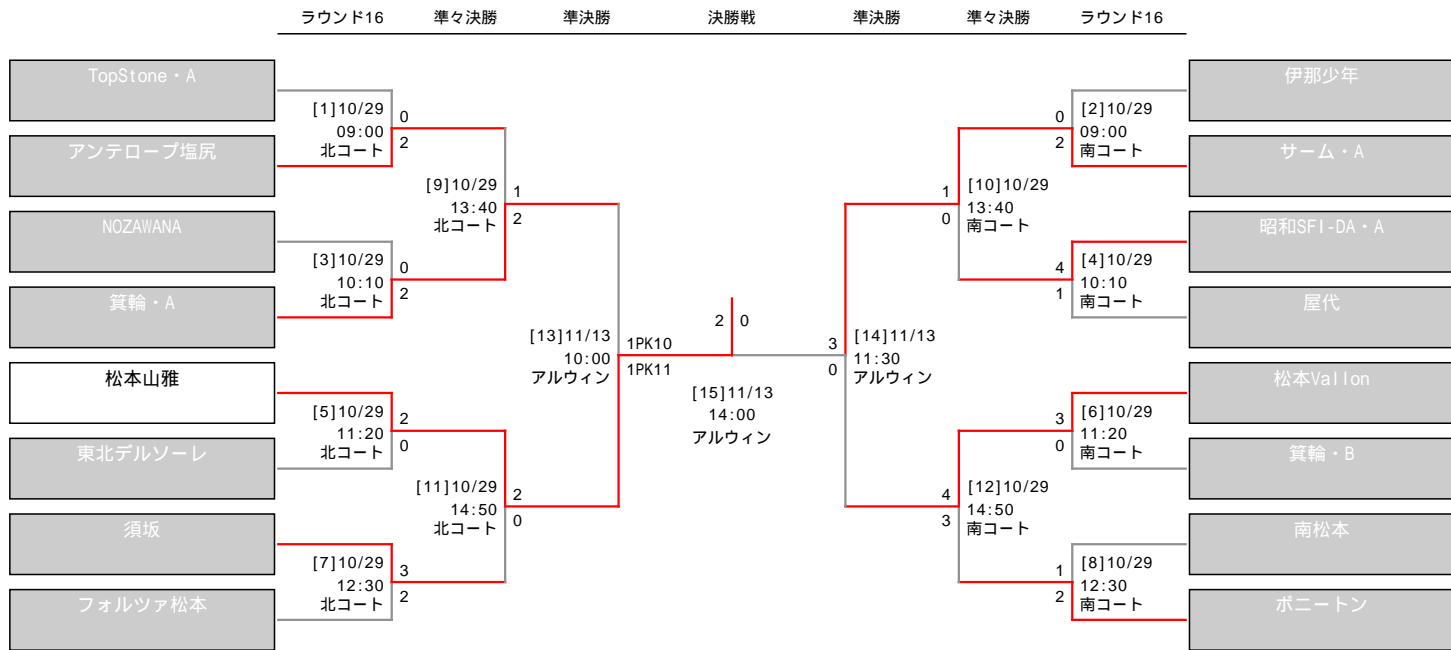 ラウンド16 準々決勝 準決勝 決勝戦 準決勝 準々決勝 ラウンド16
TopStone・A
[1]10/29
09:00
北コート
0
2
アンテロープ塩尻
[9]10/29
13:40
北コート
1
2
NOZAWANA
[3]10/29
10:10
北コート
0
2
箕輪・A
[13]11/13
10:00
アルウィン
1PK10
1PK11
松本山雅
[5]10/29
11:20
北コート
2
0
東北デルソーレ
[11]10/29
14:50
北コート
2
0
須坂
[7]10/29
12:30
北コート
3
2
フォルツァ松本
2 0
[15]11/13
14:00
アルウィン
伊那少年
0
2
[2]10/29
09:00
南コート
サーム・A
1
0
[10]10/29
13:40
南コート
昭和SFI-DA・A
4
1
[4]10/29
10:10
南コート
屋代
3
0
[14]11/13
11:30
アルウィン
松本Vallon
3
0
[6]10/29
11:20
南コート
箕輪・B
4
3
[12]10/29
14:50
南コート
南松本
1
2
[8]10/29
12:30
南コート
ボニートン